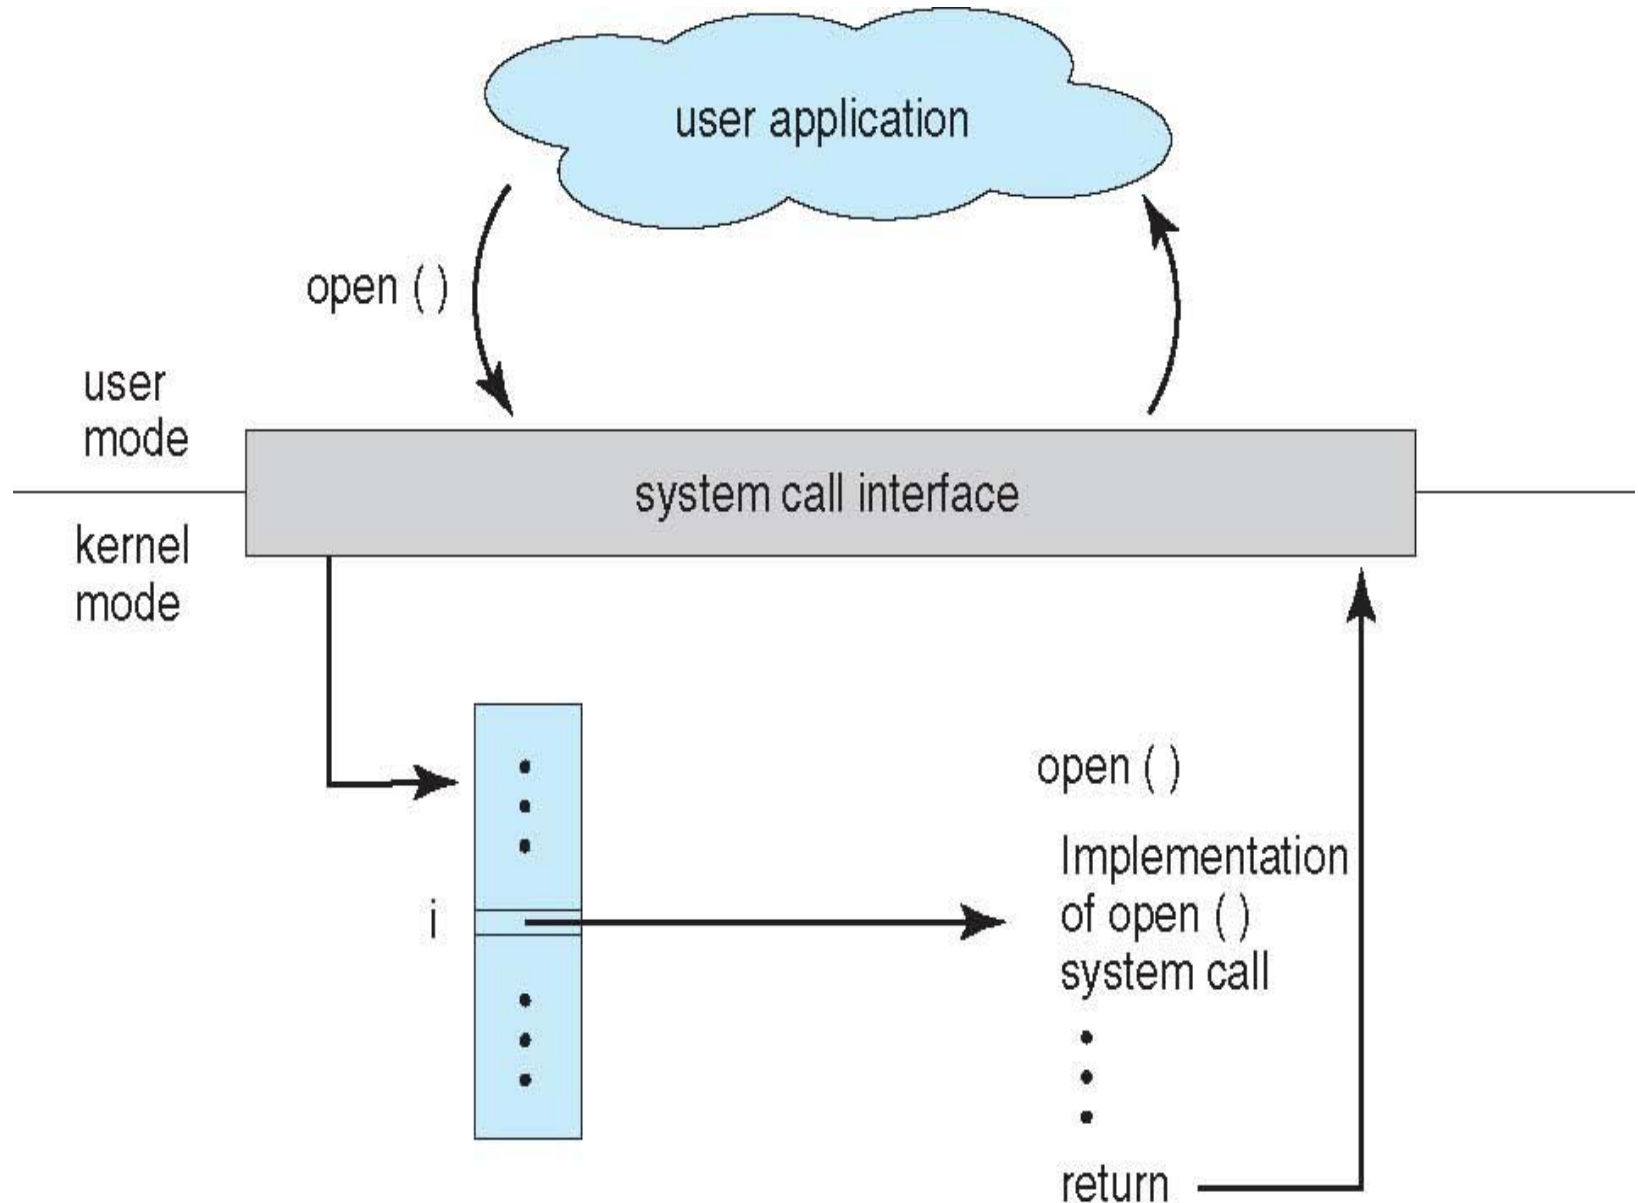 user application
open ( )
user
mode
system call interface
kernel
mode
open ( )
Implementation
i
of open ( )
system call
return